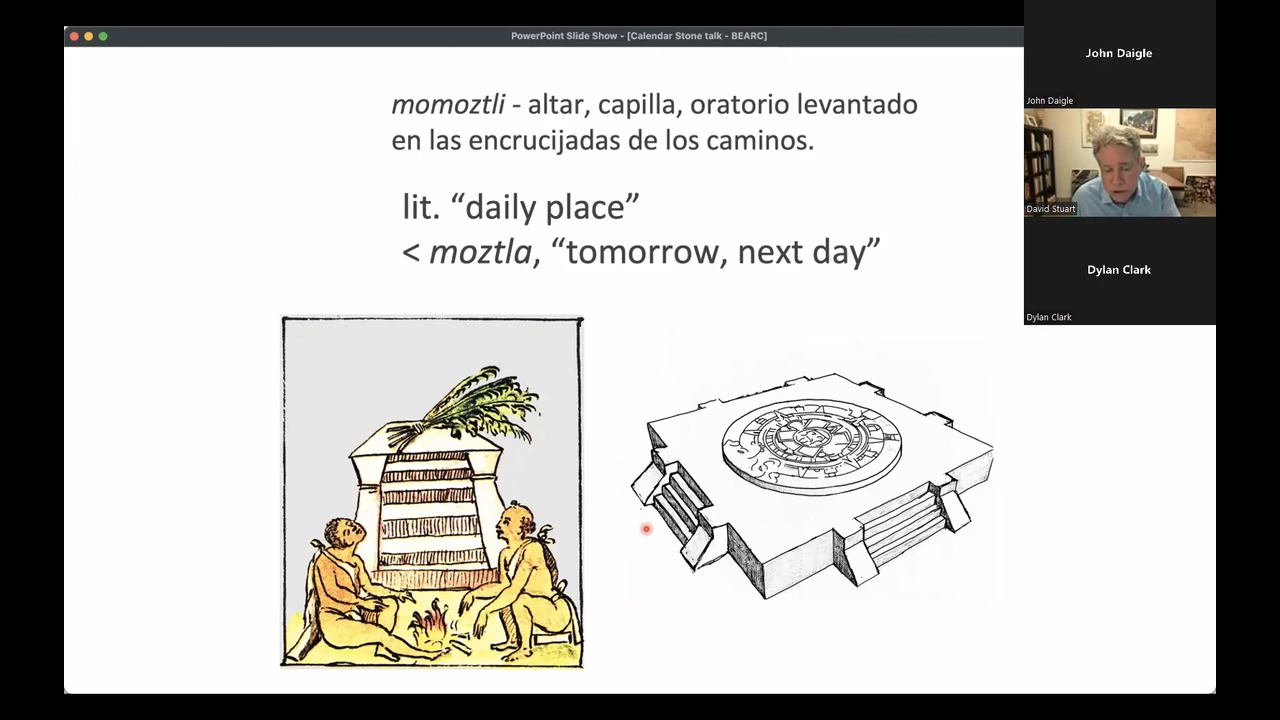 PowerPoint Slide Show - [Calendar Stone talk - BEARC]
momoztli - altar, capilla, oratorio levantado
en las encrucijadas de los caminos.
lit. “daily place”
< moztla, “tomorrow, next day”
John Daigle
John Daigle
David Stuart
Dylan Clark
Dylan Clark